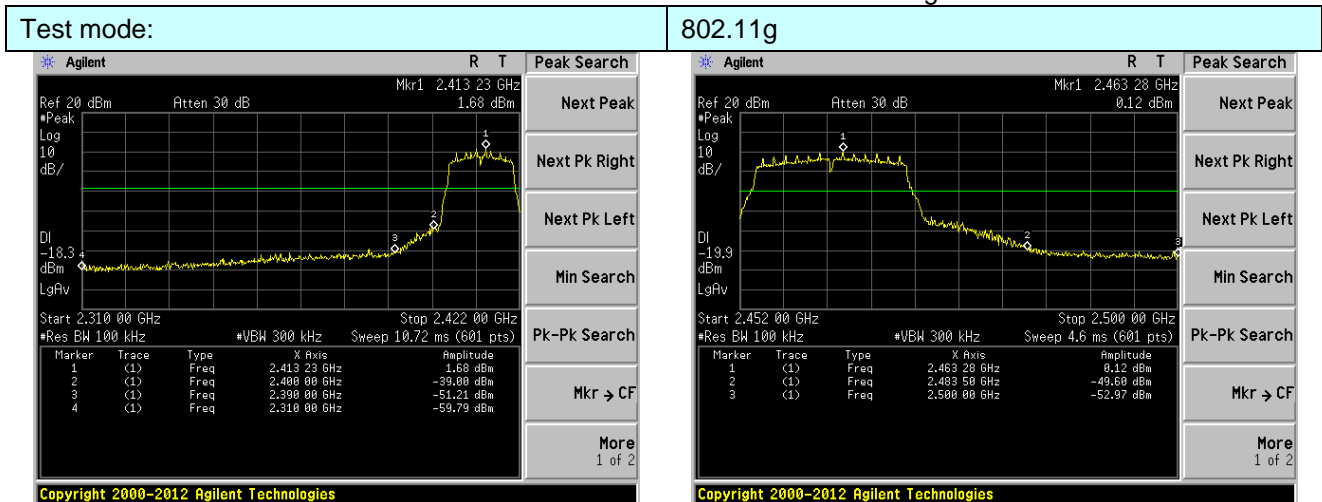 Test mode: 802.11g
Agilent R T Peak Search
Mkr1 2.413 23 GHz
Ref 20 dBm Atten 30 dB 1.68 dBm
#Peak
Log
10
dB/
DI
-18.3
dBm
LgAv
1
2
3
4
Start 2.310 00 GHz Stop 2.422 00 GHz
#Res BW 100 kHz #VBW 300 kHz Sweep 10.72 ms (601 pts)
Marker Trace Type X Axis Amplitude
1 (1) Freq 2.413 23 GHz 1.68 dBm
2 (1) Freq 2.400 00 GHz -39.00 dBm
3 (1) Freq 2.390 00 GHz -51.21 dBm
4 (1) Freq 2.310 00 GHz -59.79 dBm
Next Peak
Next Pk Right
Next Pk Left
Min Search
Pk-Pk Search
Mkr → CF
More
1 of 2
Copyright 2000-2012 Agilent Technologies
Agilent R T Peak Search
Mkr1 2.463 28 GHz
Ref 20 dBm Atten 30 dB 0.12 dBm
#Peak
Log
10
dB/
DI
-19.9
dBm
LgAv
1
2
3
Start 2.452 00 GHz Stop 2.500 00 GHz
#Res BW 100 kHz #VBW 300 kHz Sweep 4.6 ms (601 pts)
Marker Trace Type X Axis Amplitude
1 (1) Freq 2.463 28 GHz 0.12 dBm
2 (1) Freq 2.483 50 GHz -49.60 dBm
3 (1) Freq 2.500 00 GHz -52.97 dBm
Next Peak
Next Pk Right
Next Pk Left
Min Search
Pk-Pk Search
Mkr → CF
More
1 of 2
Copyright 2000-2012 Agilent Technologies